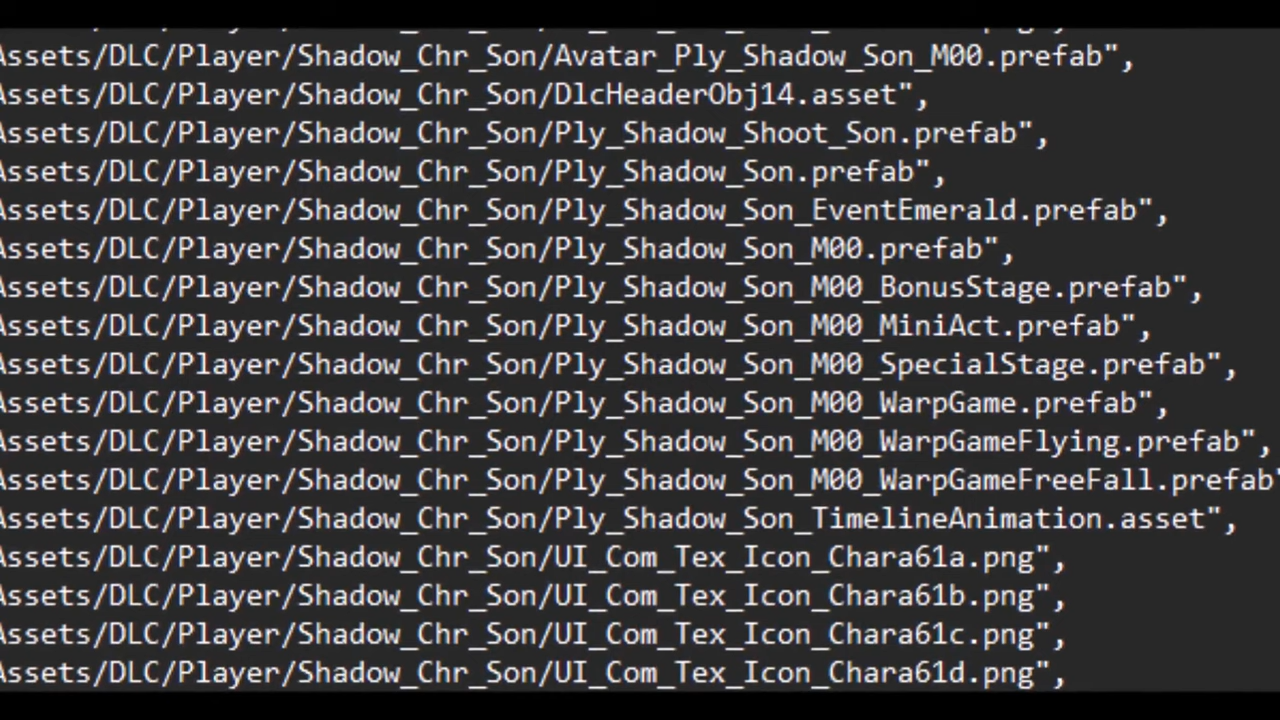 Assets/DLC/Player/Shadow_Chr_Son/Avatar_Ply_Shadow_Son_M00.prefab",
Assets/DLC/Player/Shadow_Chr_Son/DlcHeaderObj14.asset",
Assets/DLC/Player/Shadow_Chr_Son/Ply_Shadow_Shoot_Son.prefab",
Assets/DLC/Player/Shadow_Chr_Son/Ply_Shadow_Son.prefab",
Assets/DLC/Player/Shadow_Chr_Son/Ply_Shadow_Son_EventEmerald.prefab",
Assets/DLC/Player/Shadow_Chr_Son/Ply_Shadow_Son_M00.prefab",
Assets/DLC/Player/Shadow_Chr_Son/Ply_Shadow_Son_M00_BonusStage.prefab",
Assets/DLC/Player/Shadow_Chr_Son/Ply_Shadow_Son_M00_MiniAct.prefab",
Assets/DLC/Player/Shadow_Chr_Son/Ply_Shadow_Son_M00_SpecialStage.prefab",
Assets/DLC/Player/Shadow_Chr_Son/Ply_Shadow_Son_M00_WarpGame.prefab",
Assets/DLC/Player/Shadow_Chr_Son/Ply_Shadow_Son_M00_WarpGameFlying.prefab",
Assets/DLC/Player/Shadow_Chr_Son/Ply_Shadow_Son_M00_WarpGameFreeFall.prefab"
Assets/DLC/Player/Shadow_Chr_Son/Ply_Shadow_Son_TimelineAnimation.asset",
Assets/DLC/Player/Shadow_Chr_Son/UI_Com_Tex_Icon_Chara61a.png",
Assets/DLC/Player/Shadow_Chr_Son/UI_Com_Tex_Icon_Chara61b.png",
Assets/DLC/Player/Shadow_Chr_Son/UI_Com_Tex_Icon_Chara61c.png",
Assets/DLC/Player/Shadow_Chr_Son/UI_Com_Tex_Icon_Chara61d.png",